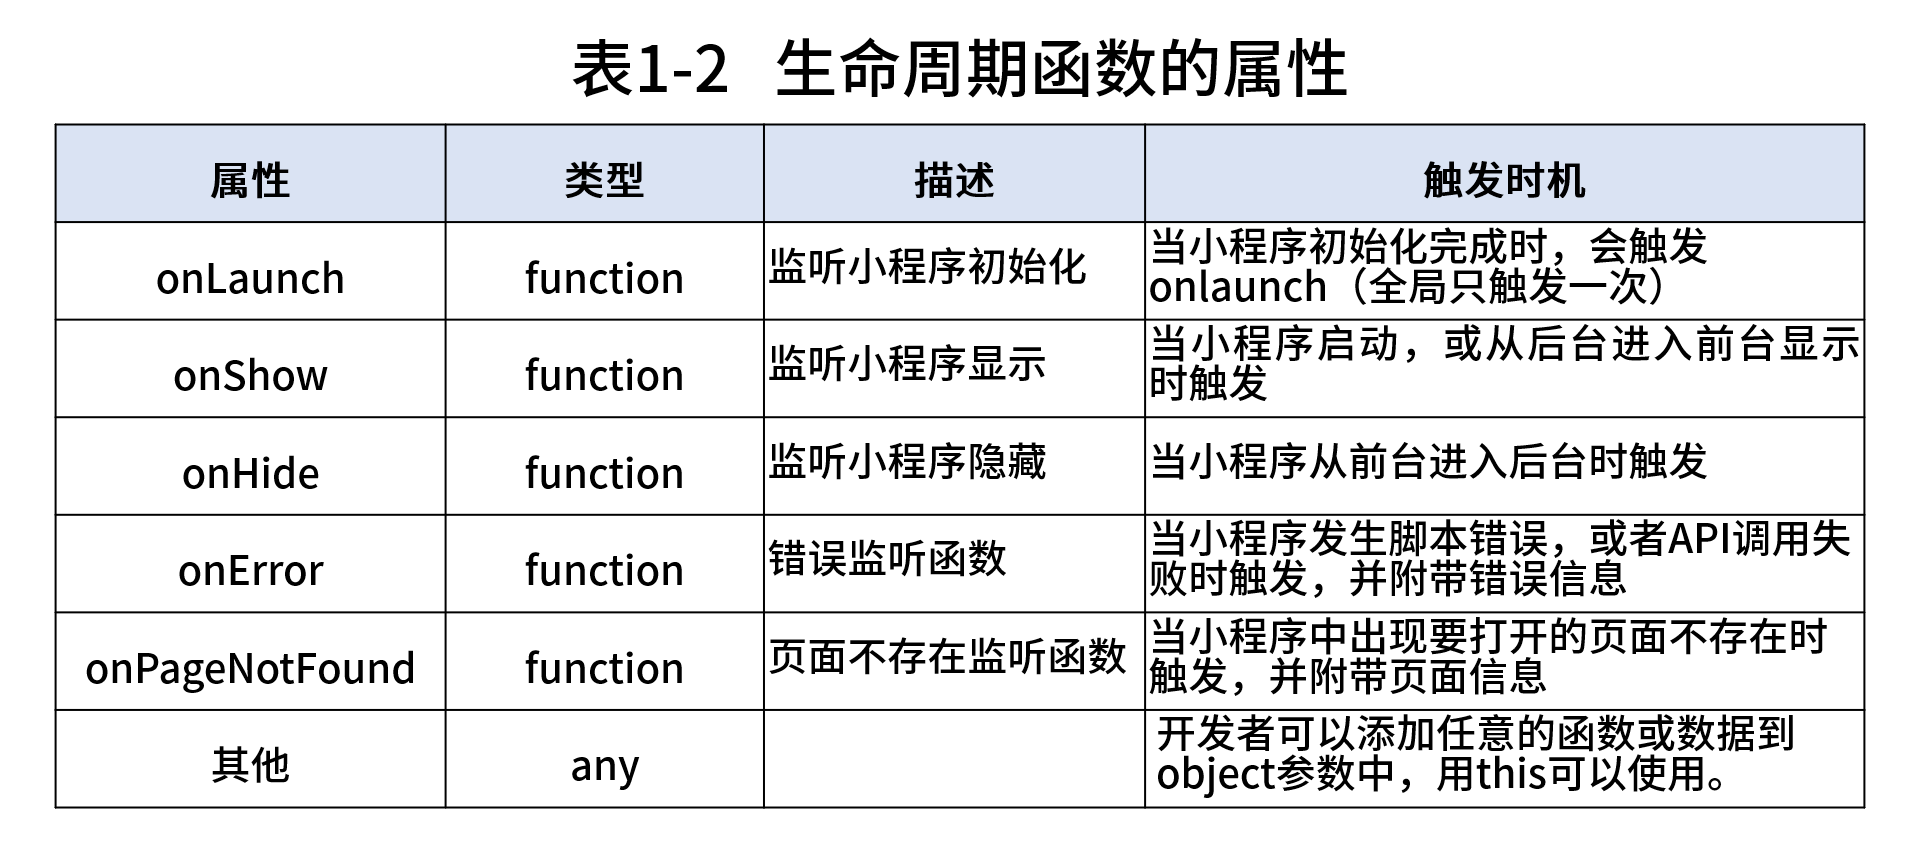 表1-2 生命周期函数的属性
属性 类型 描述 触发时机
onLaunch function 监听小程序初始化 当小程序初始化完成时，会触发
onlaunch（全局只触发一次）
onShow function 监听小程序显示 当小程序启动，或从后台进入前台显示
时触发
onHide function 监听小程序隐藏 当小程序从前台进入后台时触发
onError function 错误监听函数 当小程序发生脚本错误，或者API调用失
败时触发，并附带错误信息
onPageNotFound function 页面不存在监听函数 当小程序中出现要打开的页面不存在时
触发，并附带页面信息
其他 any 开发者可以添加任意的函数或数据到
object参数中，用this可以使用。